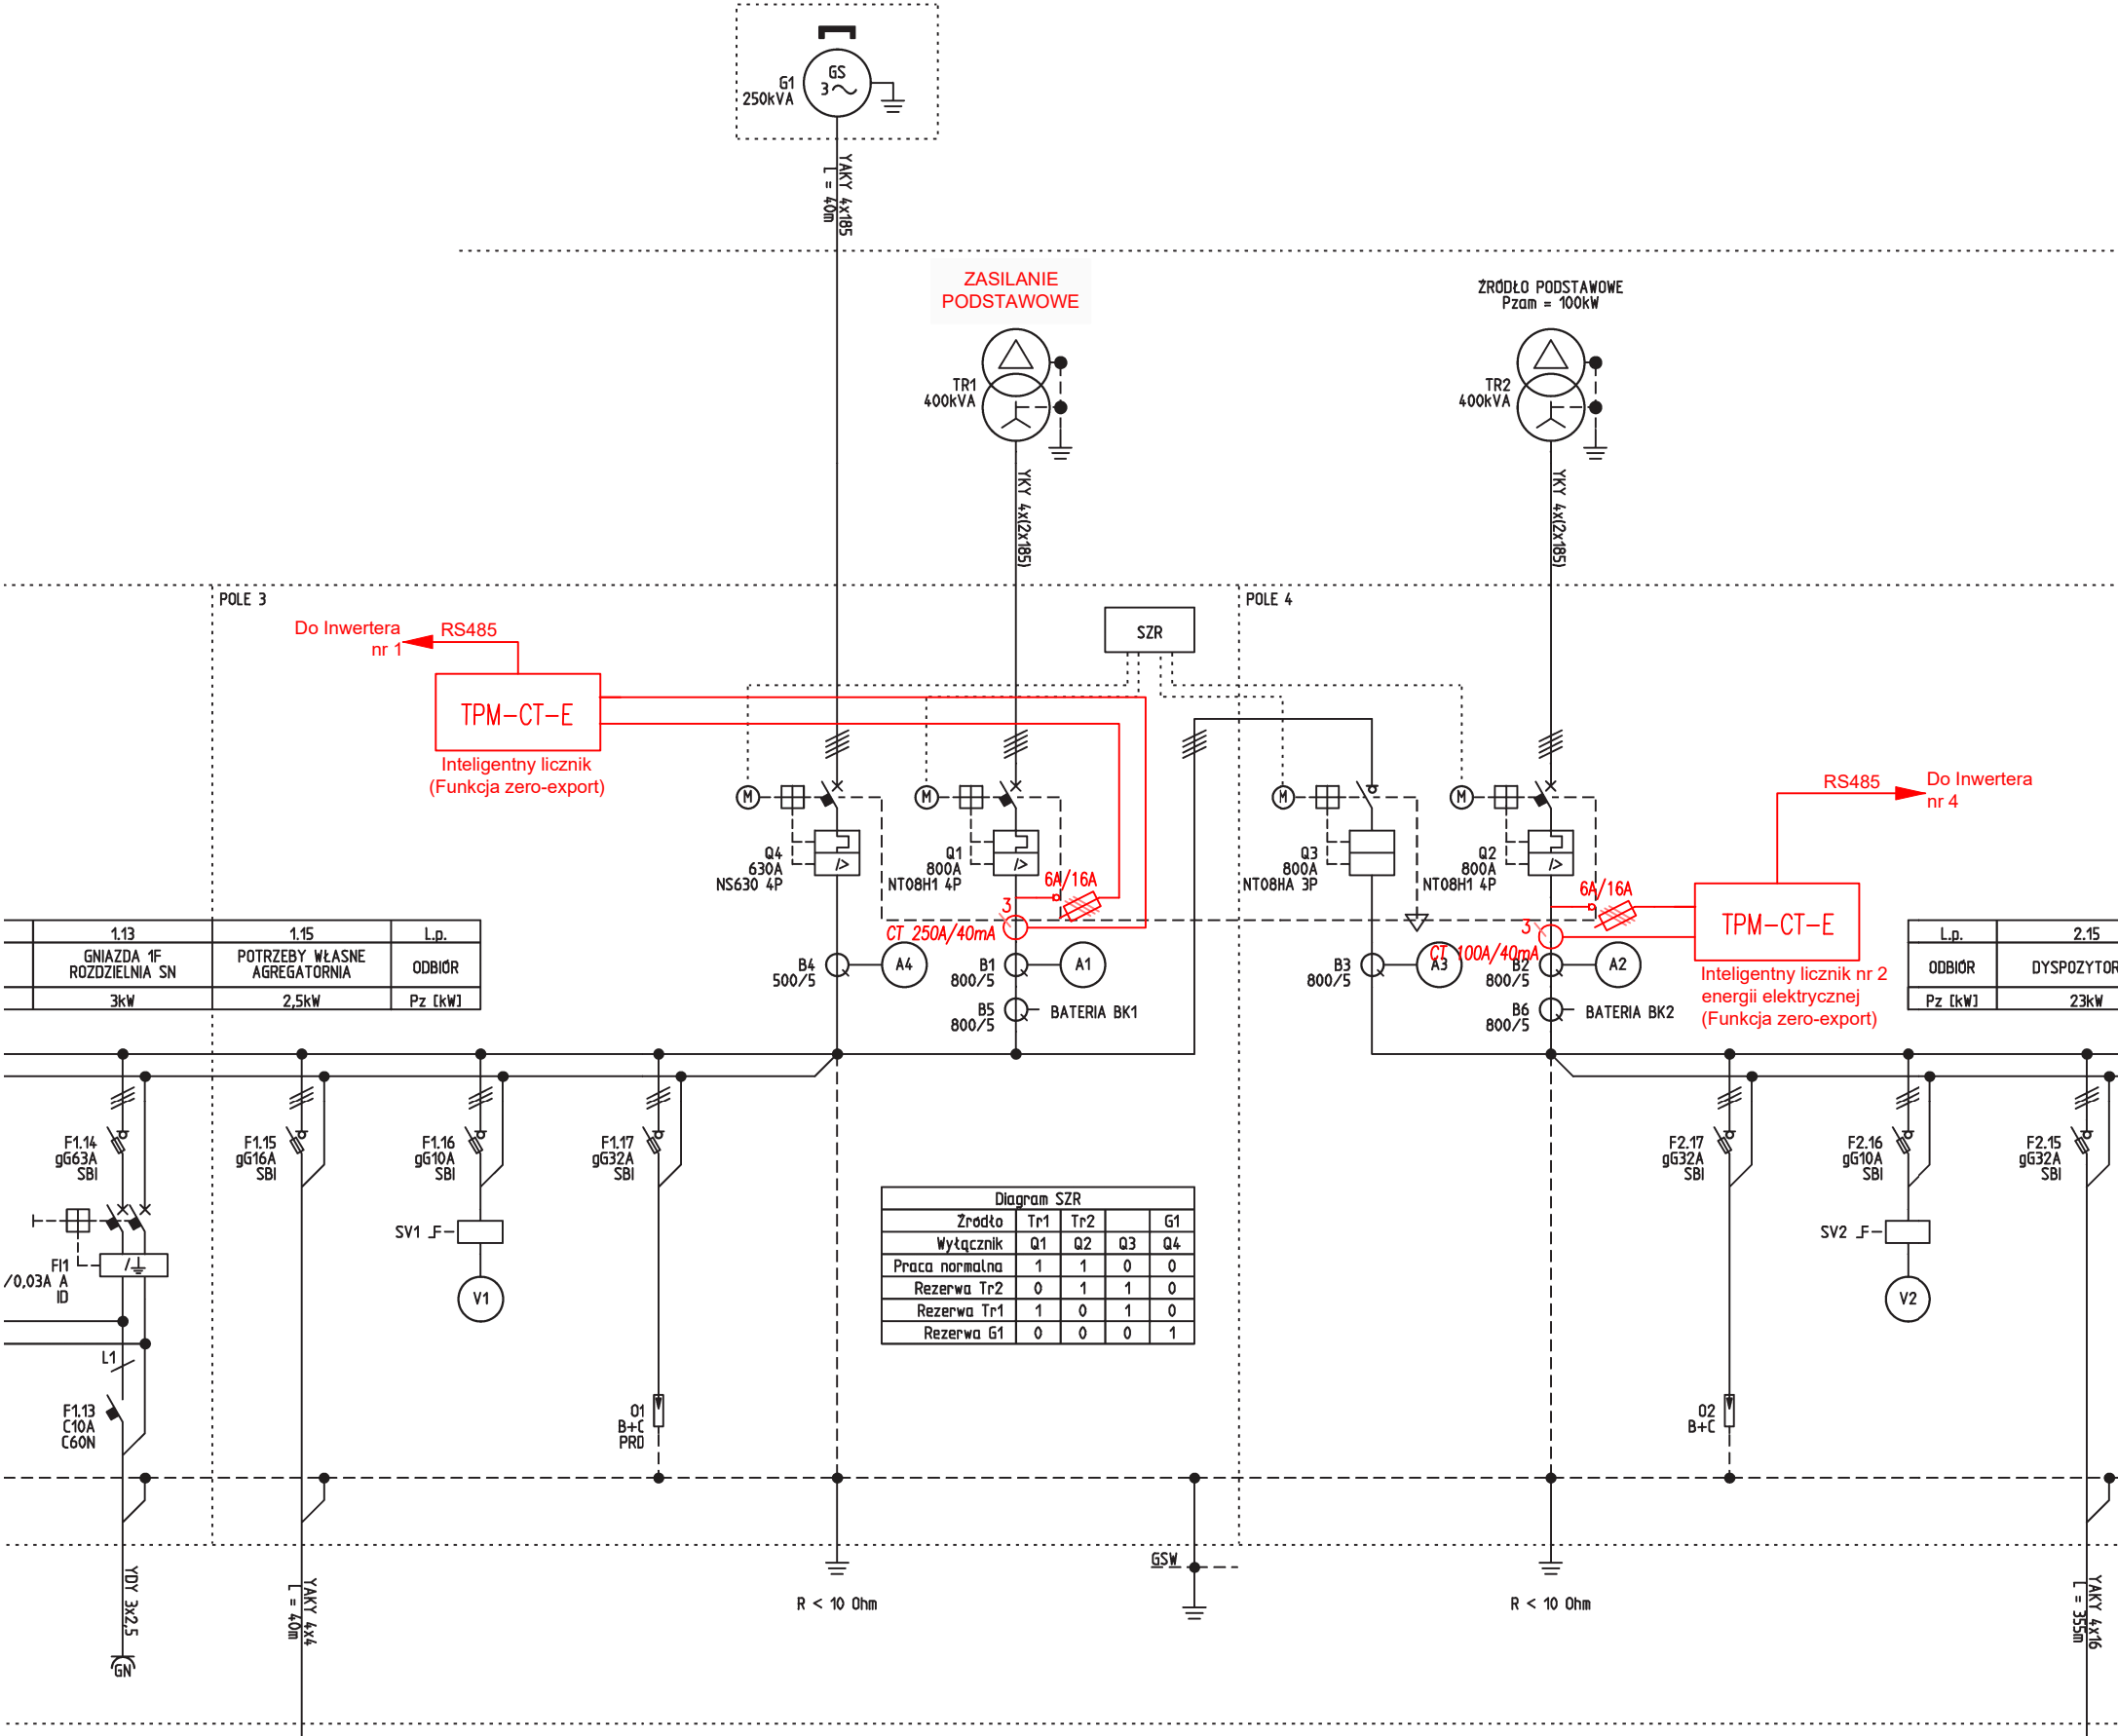 GS
3
G1
250kVA
YAKY 4x185
L = 40m
ZASILANIE
PODSTAWOWE
ŹRÓDŁO PODSTAWOWE
Pzam = 100kW
TR1
400kVA
TR2
400kVA
YKY 4x(2x185)
YKY 4x(2x185)
POLE 3
POLE 4
Do Inwertera
nr 1
RS485
SZR
TPM-CT-E
Inteligentny licznik
(Funkcja zero-export)
RS485
Do Inwertera
nr 4
M
M
M
M
Q4
630A
NS630 4P
I>
Q1
800A
NT08H1 4P
I>
Q3
800A
NT08HA 3P
Q2
800A
NT08H1 4P
I>
6A/16A
3
CT 250A/40mA
6A/16A
3
CT 100A/40mA
TPM-CT-E
Inteligentny licznik nr 2
energii elektrycznej
(Funkcja zero-export)
1.13
1.15
L.p.
GNIAZDA 1F
ROZDZIELNIA SN
POTRZEBY WŁASNE
AGREGATORNIA
ODBIÓR
3kW
2,5kW
Pz [kW]
L.p.
2.15
ODBIÓR
DYSPOZYTOR
Pz [kW]
23kW
B4
500/5
A4
B1
800/5
A1
B5
800/5
BATERIA BK1
B3
800/5
A3
B2
800/5
A2
B6
800/5
BATERIA BK2
F1.14
gG63A
SBI
F1.15
gG16A
SBI
F1.16
gG10A
SBI
F1.17
gG32A
SBI
F2.17
gG32A
SBI
F2.16
gG10A
SBI
F2.15
gG32A
SBI
FI1
/0,03A A
ID
SV1
V1
SV2
V2
Diagram SZR
Źródło Tr1 Tr2 G1
Wyłącznik Q1 Q2 Q3 Q4
Praca normalna 1 1 0 0
Rezerwa Tr2 0 1 1 0
Rezerwa Tr1 1 0 1 0
Rezerwa G1 0 0 0 1
L1
F1.13
C10A
C60N
O1
B+C
PRD
O2
B+C
GSW
R < 10 Ohm
R < 10 Ohm
YDY 3x2,5
GN
YAKY 4x4
L = 40m
YAKY 4x16
L = 355m